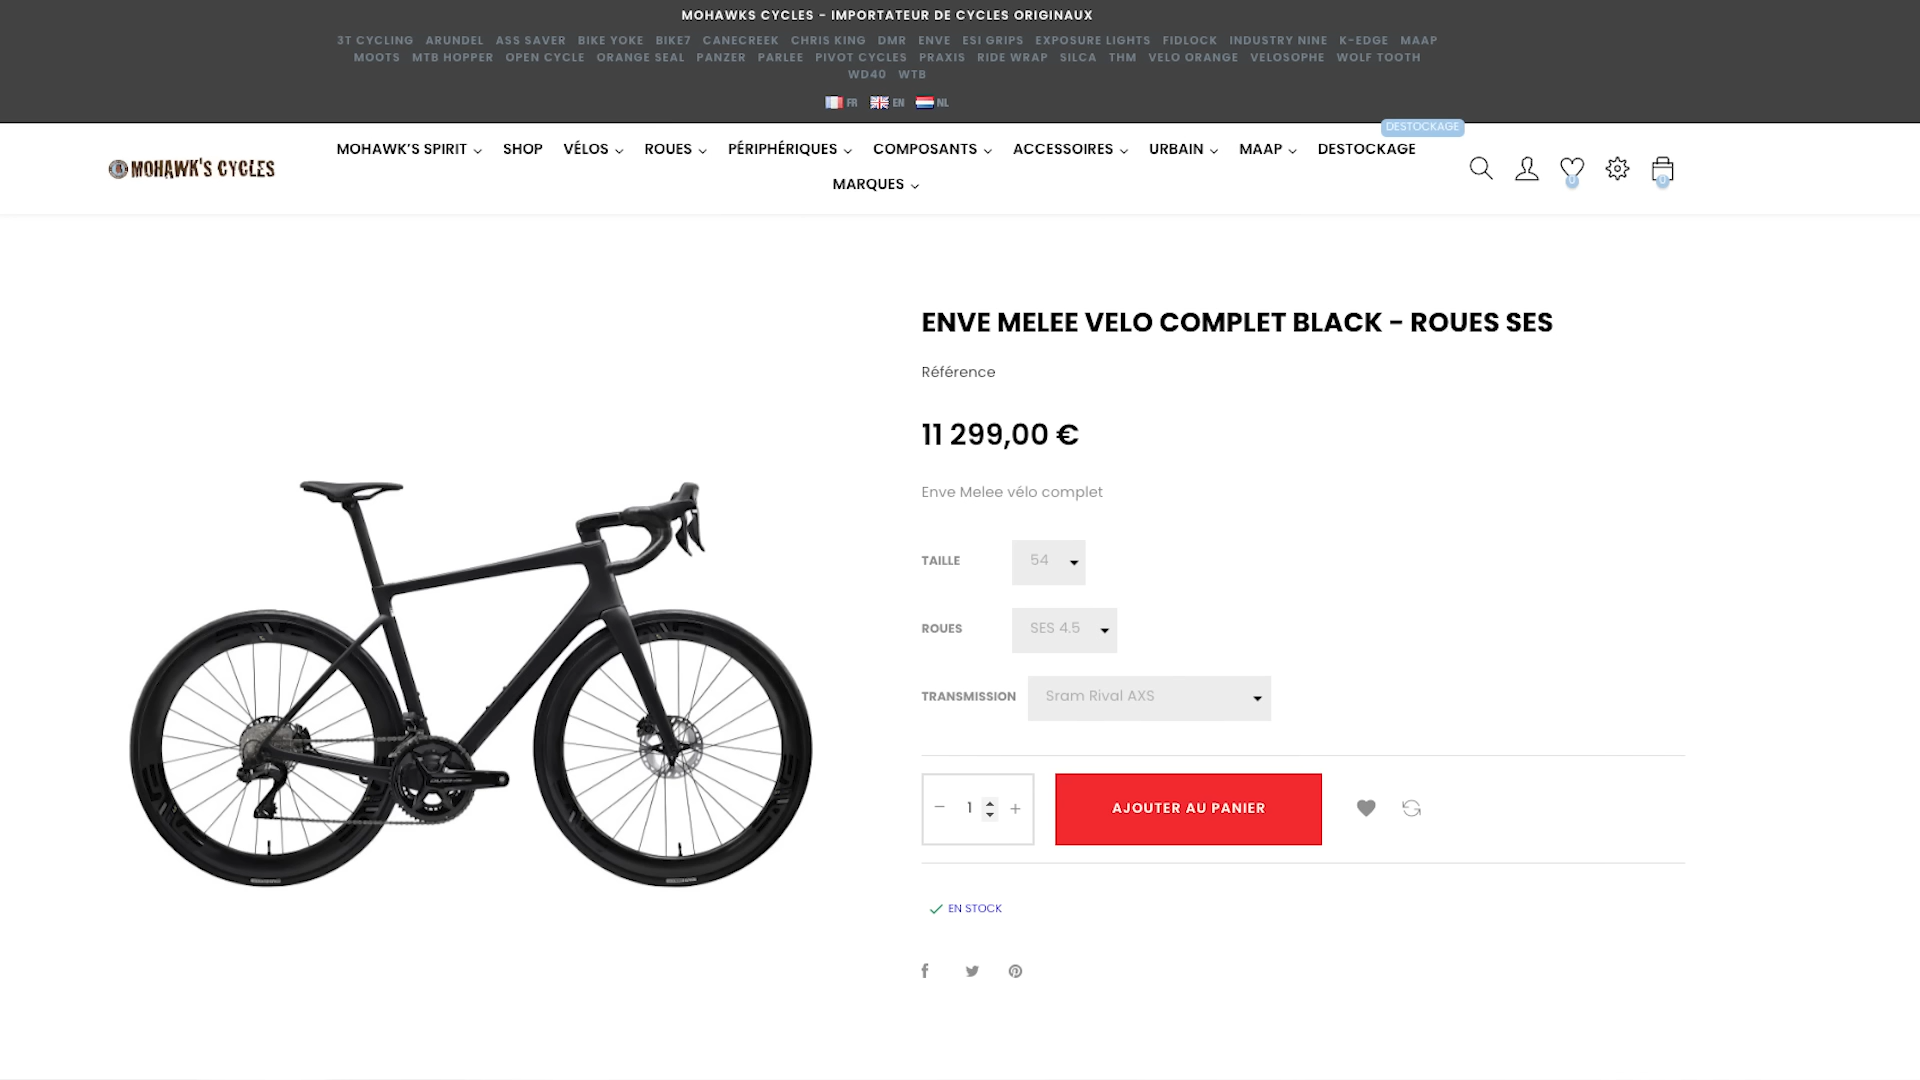 MOHAWKS CYCLES - IMPORTATEUR DE CYCLES ORIGINAUX
3T CYCLING ARUNDEL ASS SAVER BIKE YOKE BIKE7 CANECREEK CHRIS KING DMR ENVE ESI GRIPS EXPOSURE LIGHTS FIDLOCK INDUSTRY NINE K-EDGE MAAP
MOOTS MTB HOPPER OPEN CYCLE ORANGE SEAL PANZER PARLEE PIVOT CYCLES PRAXIS RIDE WRAP SILCA THM VELO ORANGE VELOSOPHE WOLF TOOTH
WD40 WTB
FR EN NL
DESTOCKAGE
MOHAWK'S CYCLES
MOHAWK'S SPIRIT SHOP VÉLOS ROUES PÉRIPHÉRIQUES COMPOSANTS ACCESSOIRES URBAIN MAAP DESTOCKAGE
MARQUES
0 0
ENVE MELEE VELO COMPLET BLACK - ROUES SES
Référence
11 299,00 €
Enve Melee vélo complet
TAILLE 54
ROUES SES 4.5
TRANSMISSION Sram Rival AXS
1 AJOUTER AU PANIER
EN STOCK